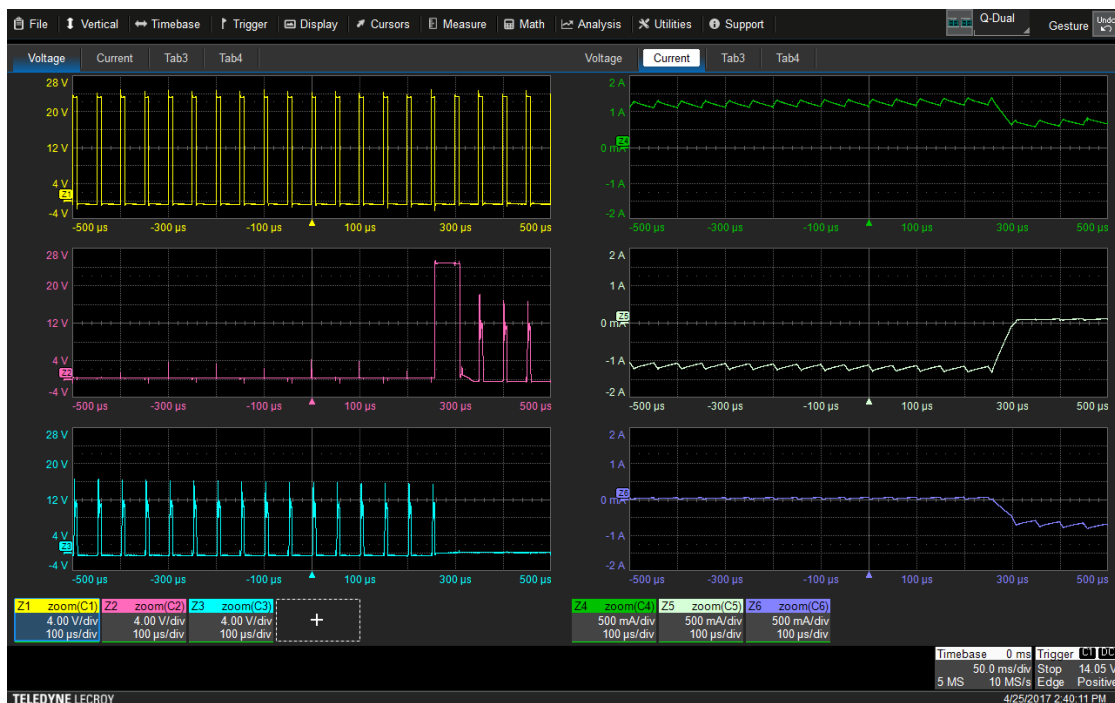 File Vertical Timebase Trigger Display Cursors Measure Math Analysis Utilities Support Q-Dual Gesture Undo
Voltage Current Tab3 Tab4 Voltage Current Tab3 Tab4
28 V
20 V
12 V
4 V
Z1
-4 V
-500 µs -300 µs -100 µs 100 µs 300 µs 500 µs
2 A
1 A
Z4
0 mA
-1 A
-2 A
-500 µs -300 µs -100 µs 100 µs 300 µs 500 µs
28 V
20 V
12 V
4 V
Z2
-4 V
-500 µs -300 µs -100 µs 100 µs 300 µs 500 µs
2 A
1 A
Z5
0 mA
-1 A
-2 A
-500 µs -300 µs -100 µs 100 µs 300 µs 500 µs
28 V
20 V
12 V
4 V
Z3
-4 V
-500 µs -300 µs -100 µs 100 µs 300 µs 500 µs
2 A
1 A
Z6
0 mA
-1 A
-2 A
-500 µs -300 µs -100 µs 100 µs 300 µs 500 µs
Z1 zoom(C1) Z2 zoom(C2) Z3 zoom(C3) Z4 zoom(C4) Z5 zoom(C5) Z6 zoom(C6)
4.00 V/div 4.00 V/div 4.00 V/div + 500 mA/div 500 mA/div 500 mA/div
100 µs/div 100 µs/div 100 µs/div 100 µs/div 100 µs/div 100 µs/div
Timebase 0 ms Trigger C1 DC
50.0 ms/div Stop 14.05 V
5 MS 10 MS/s Edge Positive
TELEDYNE LECROY 4/25/2017 2:40:11 PM